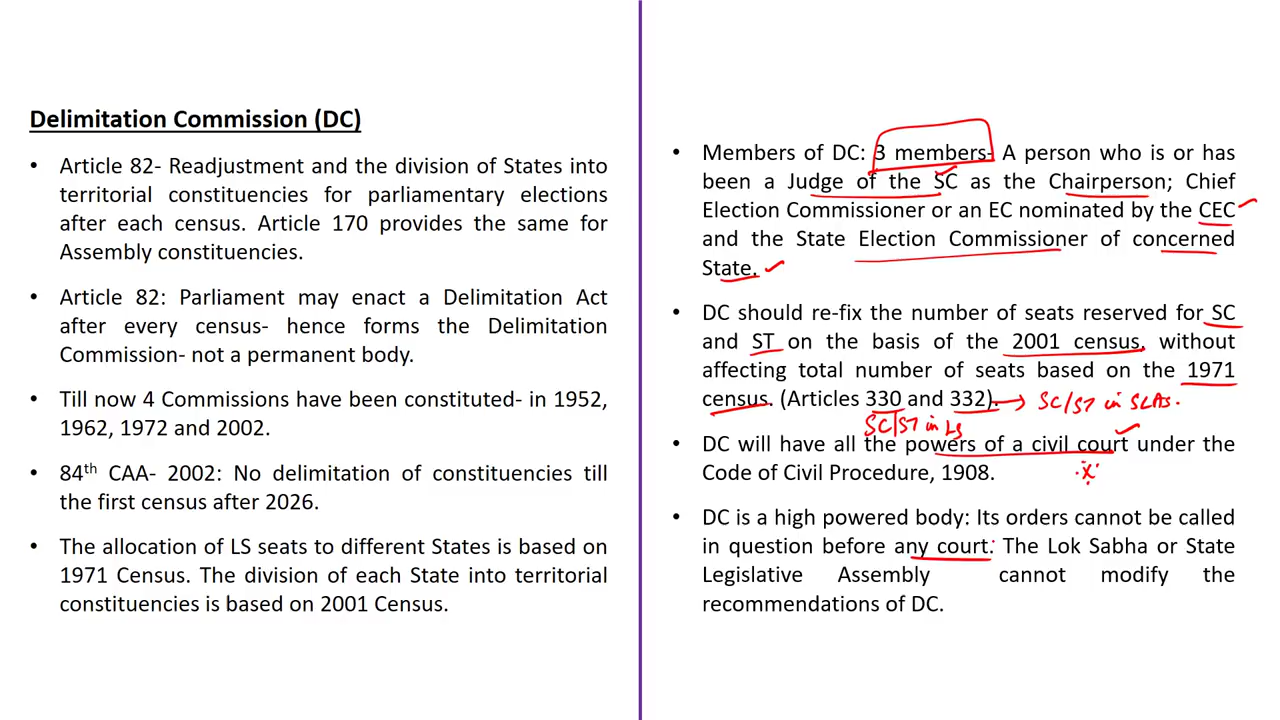 Delimitation Commission (DC)
• Article 82- Readjustment and the division of States into
territorial constituencies for parliamentary elections
after each census. Article 170 provides the same for
Assembly constituencies.
• Article 82: Parliament may enact a Delimitation Act
after every census- hence forms the Delimitation
Commission- not a permanent body.
• Till now 4 Commissions have been constituted- in 1952,
1962, 1972 and 2002.
• 84th CAA- 2002: No delimitation of constituencies till
the first census after 2026.
• The allocation of LS seats to different States is based on
1971 Census. The division of each State into territorial
constituencies is based on 2001 Census.
• Members of DC: 3 members- A person who is or has
been a Judge of the SC as the Chairperson; Chief
Election Commissioner or an EC nominated by the CEC
and the State Election Commissioner of concerned
State.
• DC should re-fix the number of seats reserved for SC
and ST on the basis of the 2001 census, without
affecting total number of seats based on the 1971
census. (Articles 330 and 332). → SC/ST in SLAs.
SC/ST in LS
• DC will have all the powers of a civil court under the
Code of Civil Procedure, 1908.
• DC is a high powered body: Its orders cannot be called
in question before any court. The Lok Sabha or State
Legislative Assembly cannot modify the
recommendations of DC.